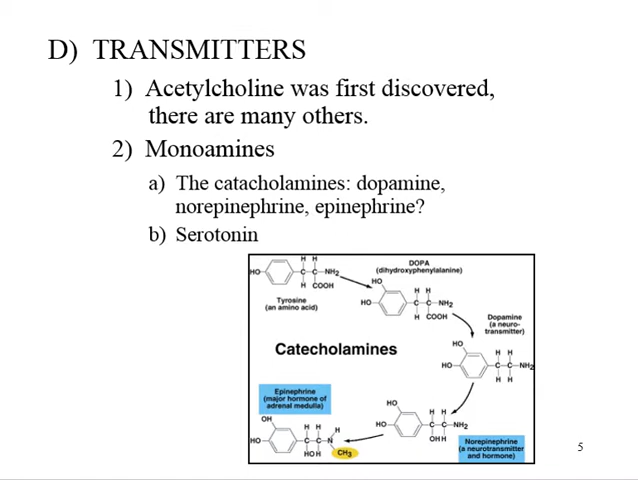 D) TRANSMITTERS
1) Acetylcholine was first discovered,
there are many others.
2) Monoamines
a) The catacholamines: dopamine,
norepinephrine, epinephrine?
b) Serotonin
H H
HO C C NH2
H COOH
Tyrosine
(an amino acid)
DOPA
(dihydroxyphenylalanine)
HO
H H
HO C C NH2
H COOH
Dopamine
(a neuro-
transmitter)
HO
H H
HO C C NH2
H H
Catecholamines
Epinephrine
(major hormone of
adrenal medulla)
OH
H H H
HO C C N
HO H CH3
HO
H H
HO C C NH2
OH H
Norepinephrine
(a neurotransmitter
and hormone)
5